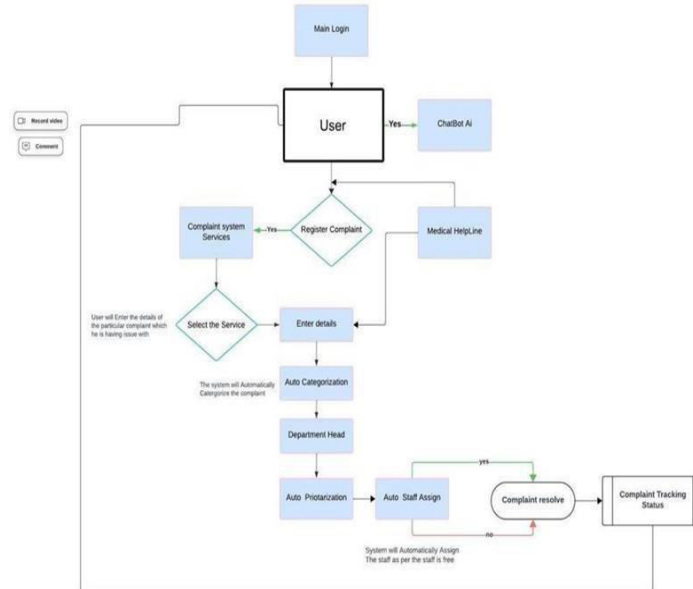 Main Login
Record video
Comment
User
Yes
ChatBot Ai
Complaint system
Services
Yes
Register Complaint
Medical HelpLine
User will Enter the details of
the particular complaint which
he is having issue with
Select the Service
Enter details
The system will Automatically
Catergorize the complaint
Auto Categorization
Department Head
yes
Auto Priotarization
Auto Staff Assign
Complaint resolve
Complaint Tracking
Status
no
System will Automatically Assign
The staff as per the staff is free